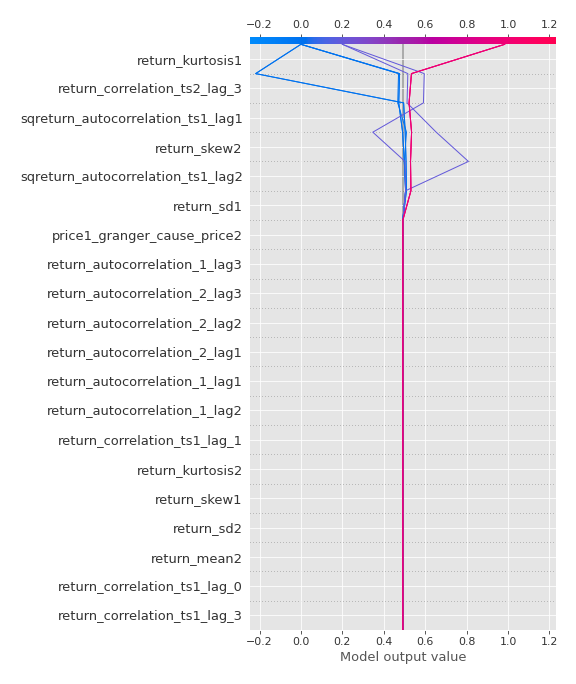 −0.2 0.0 0.2 0.4 0.6 0.8 1.0 1.2
return_kurtosis1
return_correlation_ts2_lag_3
sqreturn_autocorrelation_ts1_lag1
return_skew2
sqreturn_autocorrelation_ts1_lag2
return_sd1
price1_granger_cause_price2
return_autocorrelation_1_lag3
return_autocorrelation_2_lag3
return_autocorrelation_2_lag2
return_autocorrelation_2_lag1
return_autocorrelation_1_lag1
return_autocorrelation_1_lag2
return_correlation_ts1_lag_1
return_kurtosis2
return_skew1
return_sd2
return_mean2
return_correlation_ts1_lag_0
return_correlation_ts1_lag_3
−0.2 0.0 0.2 0.4 0.6 0.8 1.0 1.2
Model output value